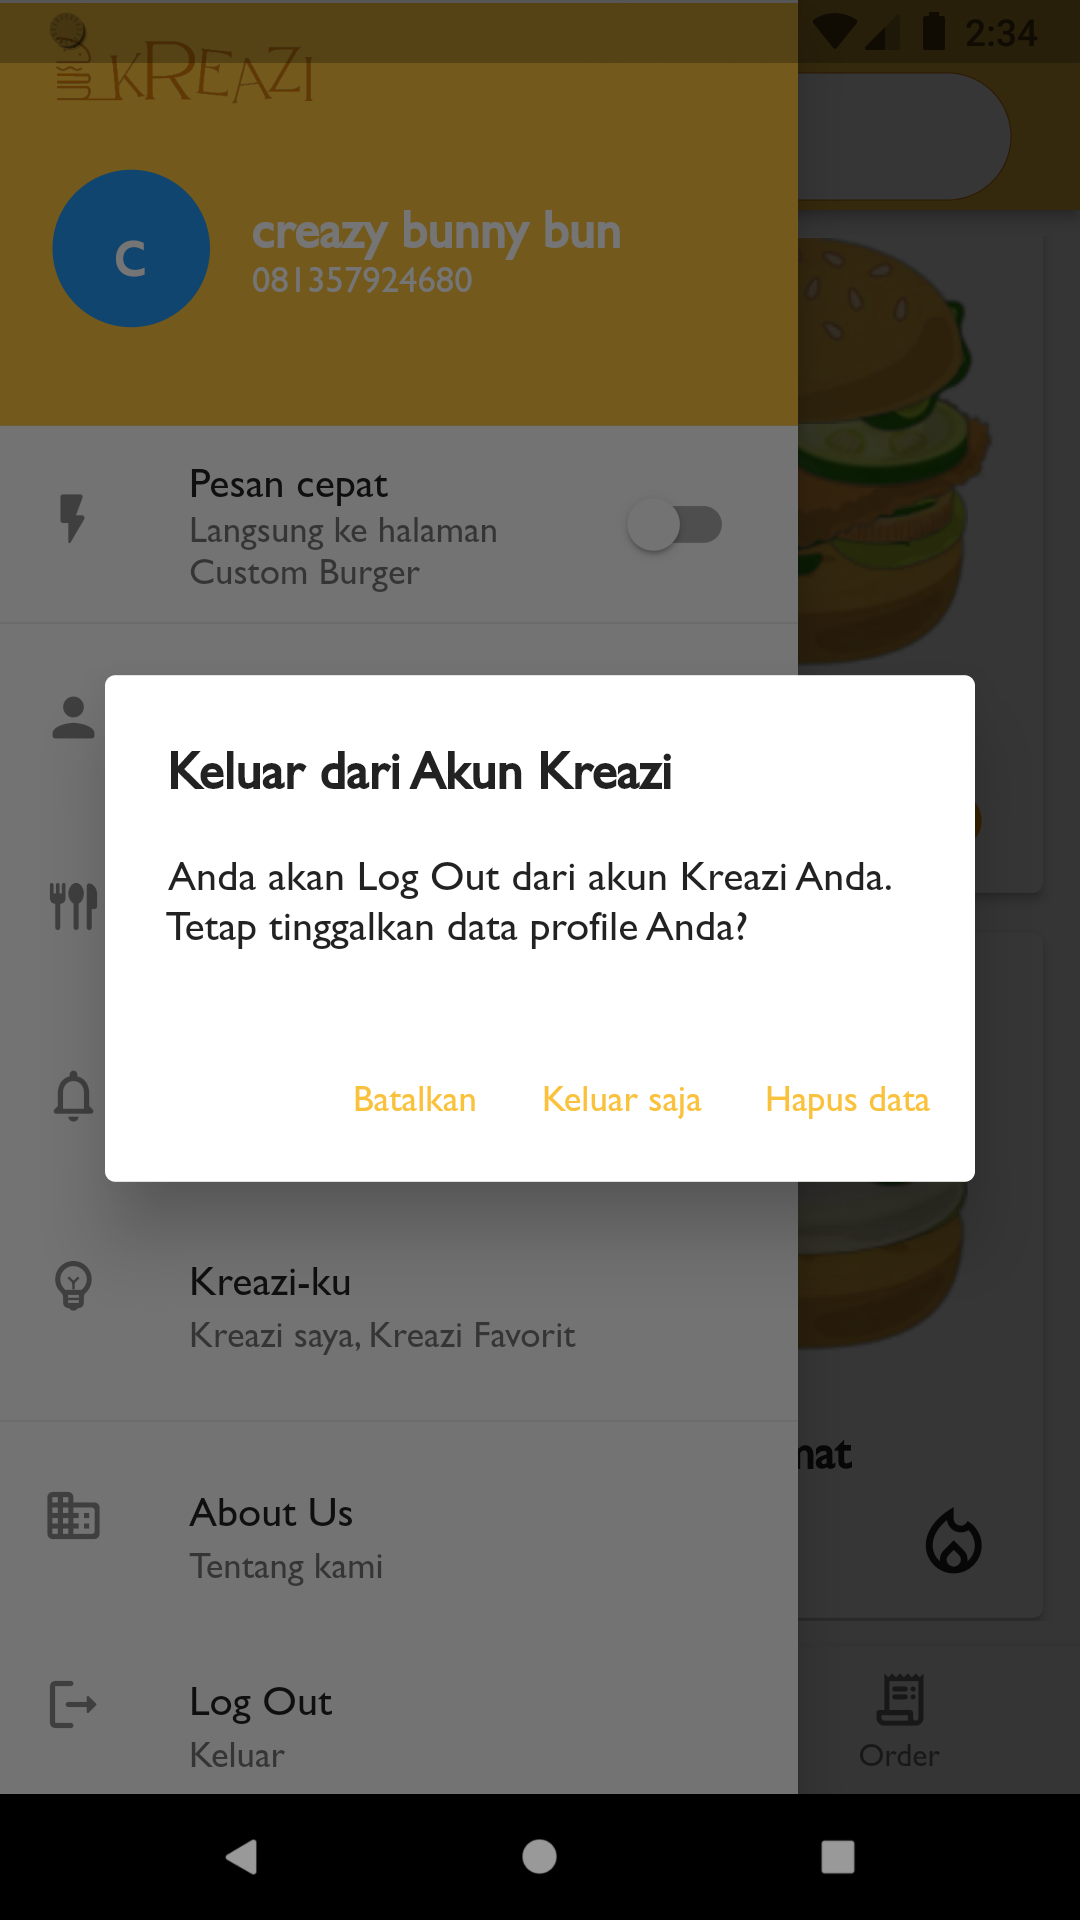 2:34
KREAZI
c
creazy bunny bun
081357924680
Pesan cepat
Langsung ke halaman
Custom Burger
Keluar dari Akun Kreazi
Anda akan Log Out dari akun Kreazi Anda.
Tetap tinggalkan data profile Anda?
Batalkan
Keluar saja
Hapus data
Kreazi-ku
Kreazi saya, Kreazi Favorit
mat
About Us
Tentang kami
Log Out
Keluar
Order